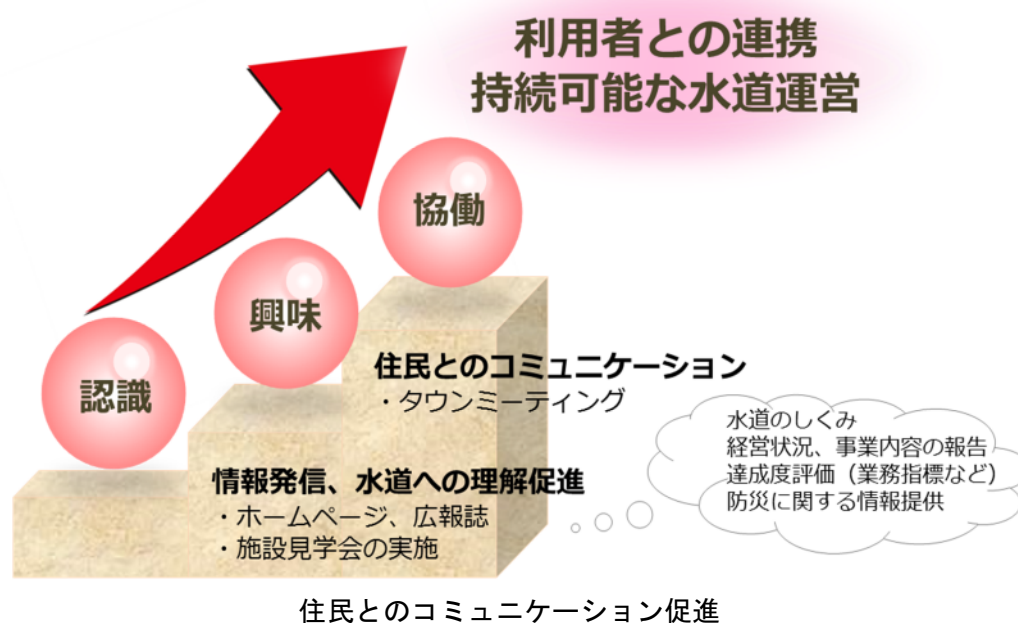 利用者との連携
持続可能な水道運営
協働
興味
認識
住民とのコミュニケーション
・タウンミーティング
情報発信、水道への理解促進
・ホームページ、広報誌
・施設見学会の実施
水道のしくみ
経営状況、事業内容の報告
達成度評価（業務指標など）
防災に関する情報提供
住民とのコミュニケーション促進